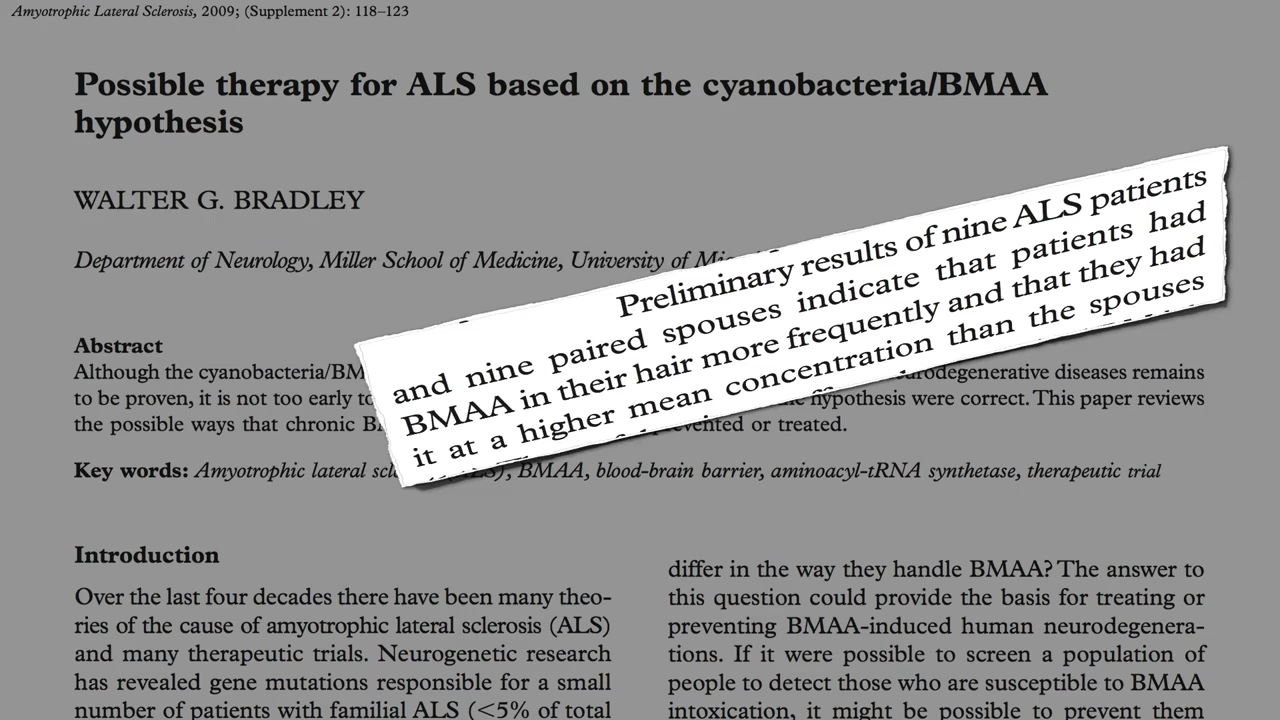 Amyotrophic Lateral Sclerosis, 2009; (Supplement 2): 118–123
Possible therapy for ALS based on the cyanobacteria/BMAA
hypothesis
WALTER G. BRADLEY
Department of Neurology, Miller School of Medicine, University of
Preliminary results of nine ALS patients
and nine paired spouses indicate that patients had
BMAA in their hair more frequently and that they had
it at a higher mean concentration than the spouses
Abstract
Although the cyanobacteria/BM diseases remains
to be proven, it is not too early to hypothesis were correct. This paper reviews
the possible ways that chronic or treated.
Key words: Amyotrophic lateral BMAA, blood-brain barrier, aminoacyl-tRNA synthetase, therapeutic trial
Introduction
Over the last four decades there have been many theo-
ries of the cause of amyotrophic lateral sclerosis (ALS)
and many therapeutic trials. Neurogenetic research
has revealed gene mutations responsible for a small
number of patients with familial ALS (<5% of total
differ in the way they handle BMAA? The answer to
this question could provide the basis for treating or
preventing BMAA-induced human neurodegenera-
tions. If it were possible to screen a population of
people to detect those who are susceptible to BMAA
intoxication, it might be possible to prevent them